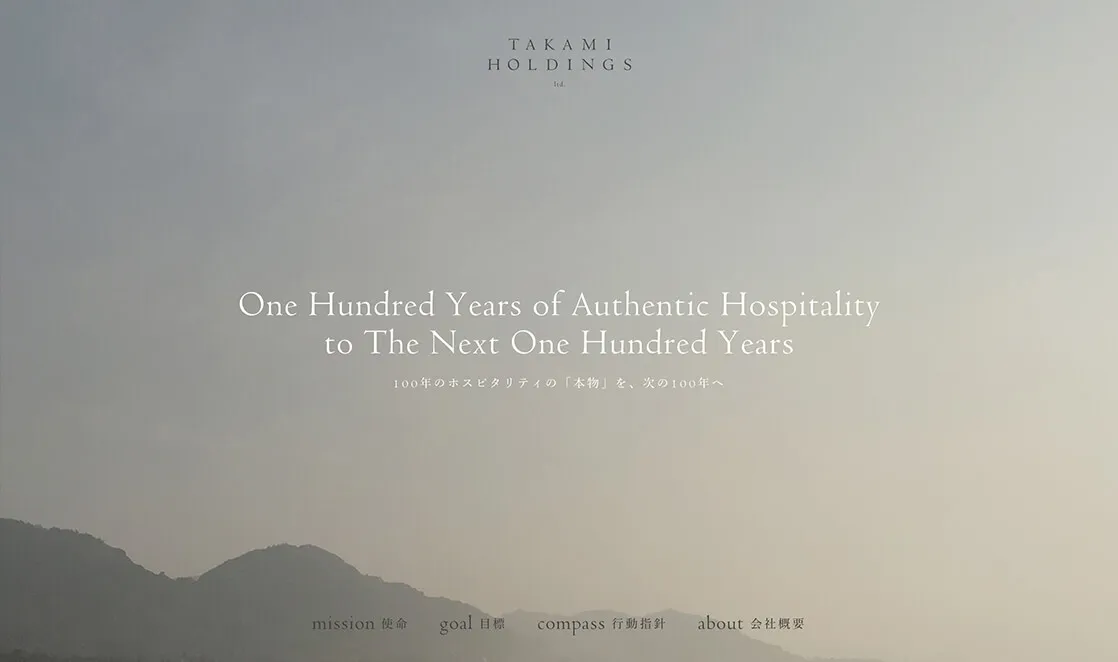 TAKAMI
HOLDINGS
ltd.
One Hundred Years of Authentic Hospitality
to The Next One Hundred Years
100年のホスピタリティの「本物」を、次の100年へ
mission 使命 goal 目標 compass 行動指針 about 会社概要